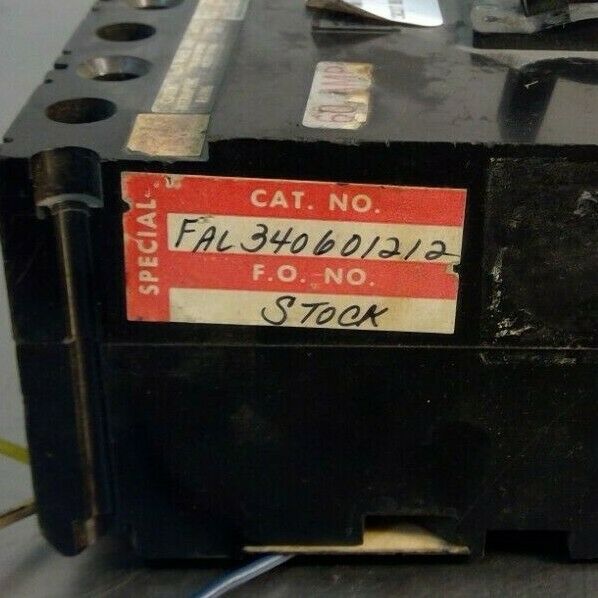 60 AMP
SPECIAL
CAT. NO.
FAL340601212
F.O. NO.
STOCK